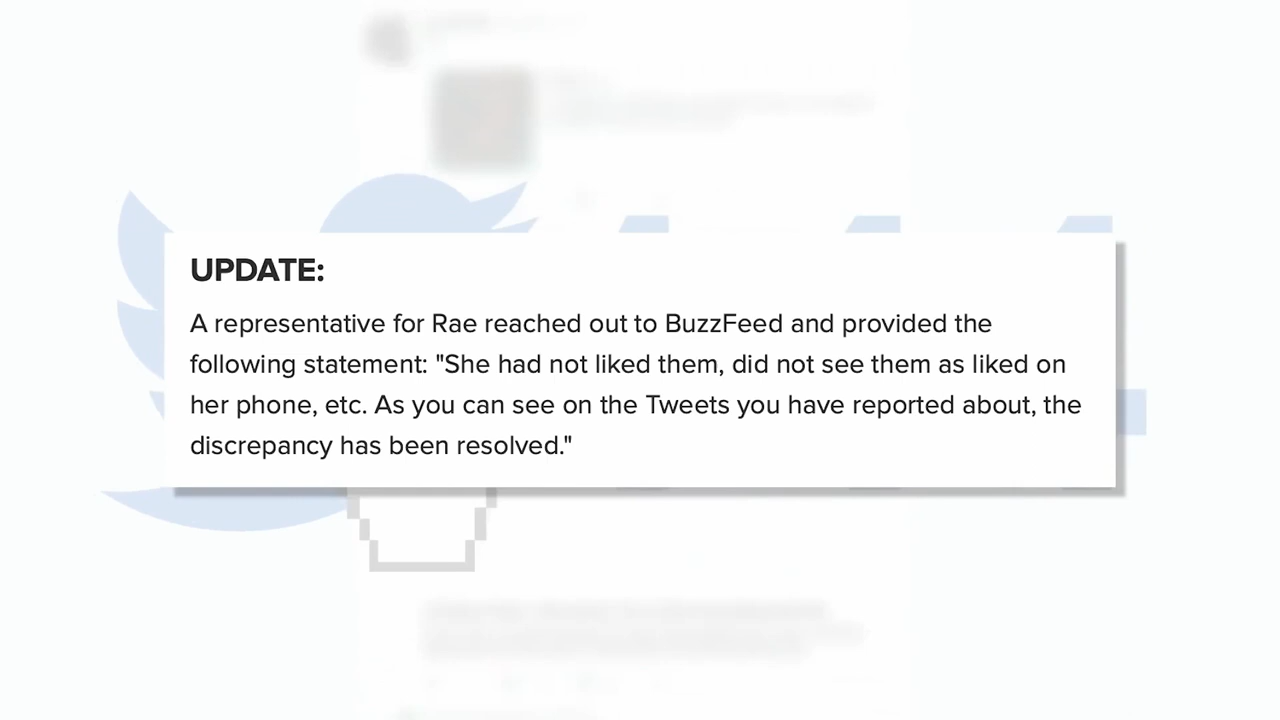 UPDATE:
A representative for Rae reached out to BuzzFeed and provided the
following statement: "She had not liked them, did not see them as liked on
her phone, etc. As you can see on the Tweets you have reported about, the
discrepancy has been resolved."